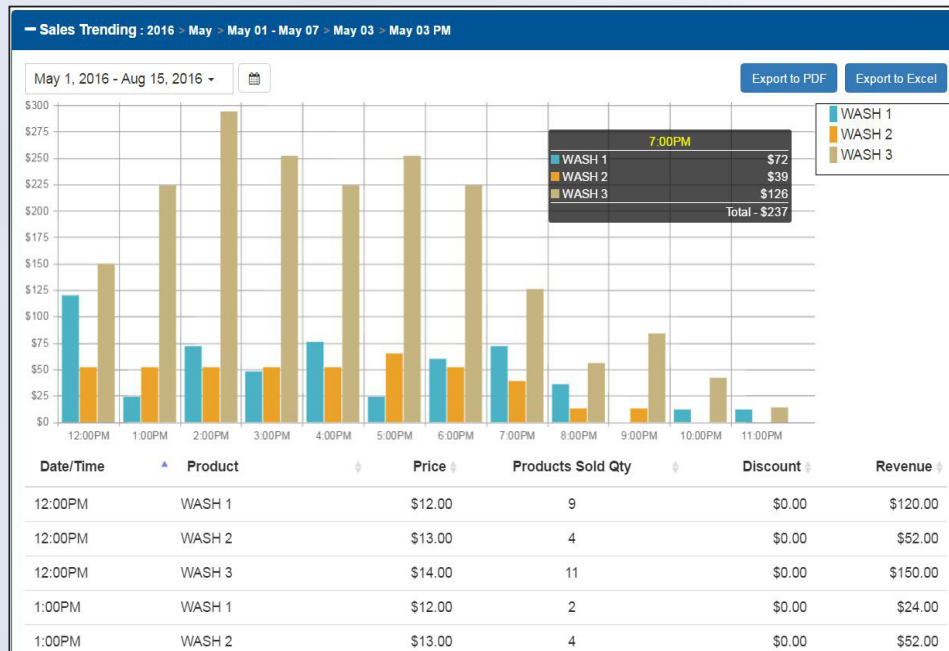 Sales Trending : 2016 > May > May 01 - May 07 > May 03 > May 03 PM
May 1, 2016 - Aug 15, 2016
Export to PDF
Export to Excel
WASH 1
WASH 2
WASH 3
$300
$275
$250
$225
$200
$175
$150
$125
$100
$75
$50
$25
$0
7:00PM
WASH 1 $72
WASH 2 $39
WASH 3 $126
Total - $237
12:00PM 1:00PM 2:00PM 3:00PM 4:00PM 5:00PM 6:00PM 7:00PM 8:00PM 9:00PM 10:00PM 11:00PM
Date/Time Product Price Products Sold Qty Discount Revenue
12:00PM WASH 1 $12.00 9 $0.00 $120.00
12:00PM WASH 2 $13.00 4 $0.00 $52.00
12:00PM WASH 3 $14.00 11 $0.00 $150.00
1:00PM WASH 1 $12.00 2 $0.00 $24.00
1:00PM WASH 2 $13.00 4 $0.00 $52.00